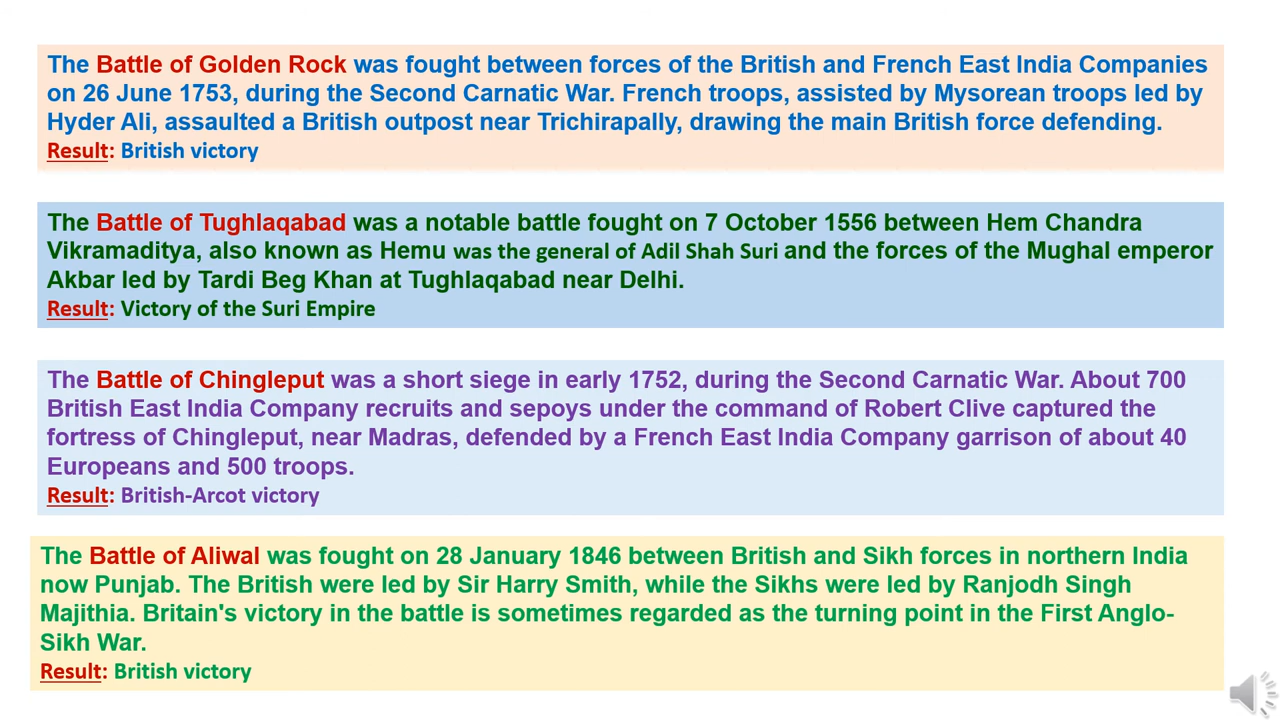 The Battle of Golden Rock was fought between forces of the British and French East India Companies
on 26 June 1753, during the Second Carnatic War. French troops, assisted by Mysorean troops led by
Hyder Ali, assaulted a British outpost near Trichirapally, drawing the main British force defending.
Result: British victory
The Battle of Tughlaqabad was a notable battle fought on 7 October 1556 between Hem Chandra
Vikramaditya, also known as Hemu was the general of Adil Shah Suri and the forces of the Mughal emperor
Akbar led by Tardi Beg Khan at Tughlaqabad near Delhi.
Result: Victory of the Suri Empire
The Battle of Chingleput was a short siege in early 1752, during the Second Carnatic War. About 700
British East India Company recruits and sepoys under the command of Robert Clive captured the
fortress of Chingleput, near Madras, defended by a French East India Company garrison of about 40
Europeans and 500 troops.
Result: British-Arcot victory
The Battle of Aliwal was fought on 28 January 1846 between British and Sikh forces in northern India
now Punjab. The British were led by Sir Harry Smith, while the Sikhs were led by Ranjodh Singh
Majithia. Britain's victory in the battle is sometimes regarded as the turning point in the First Anglo-
Sikh War.
Result: British victory